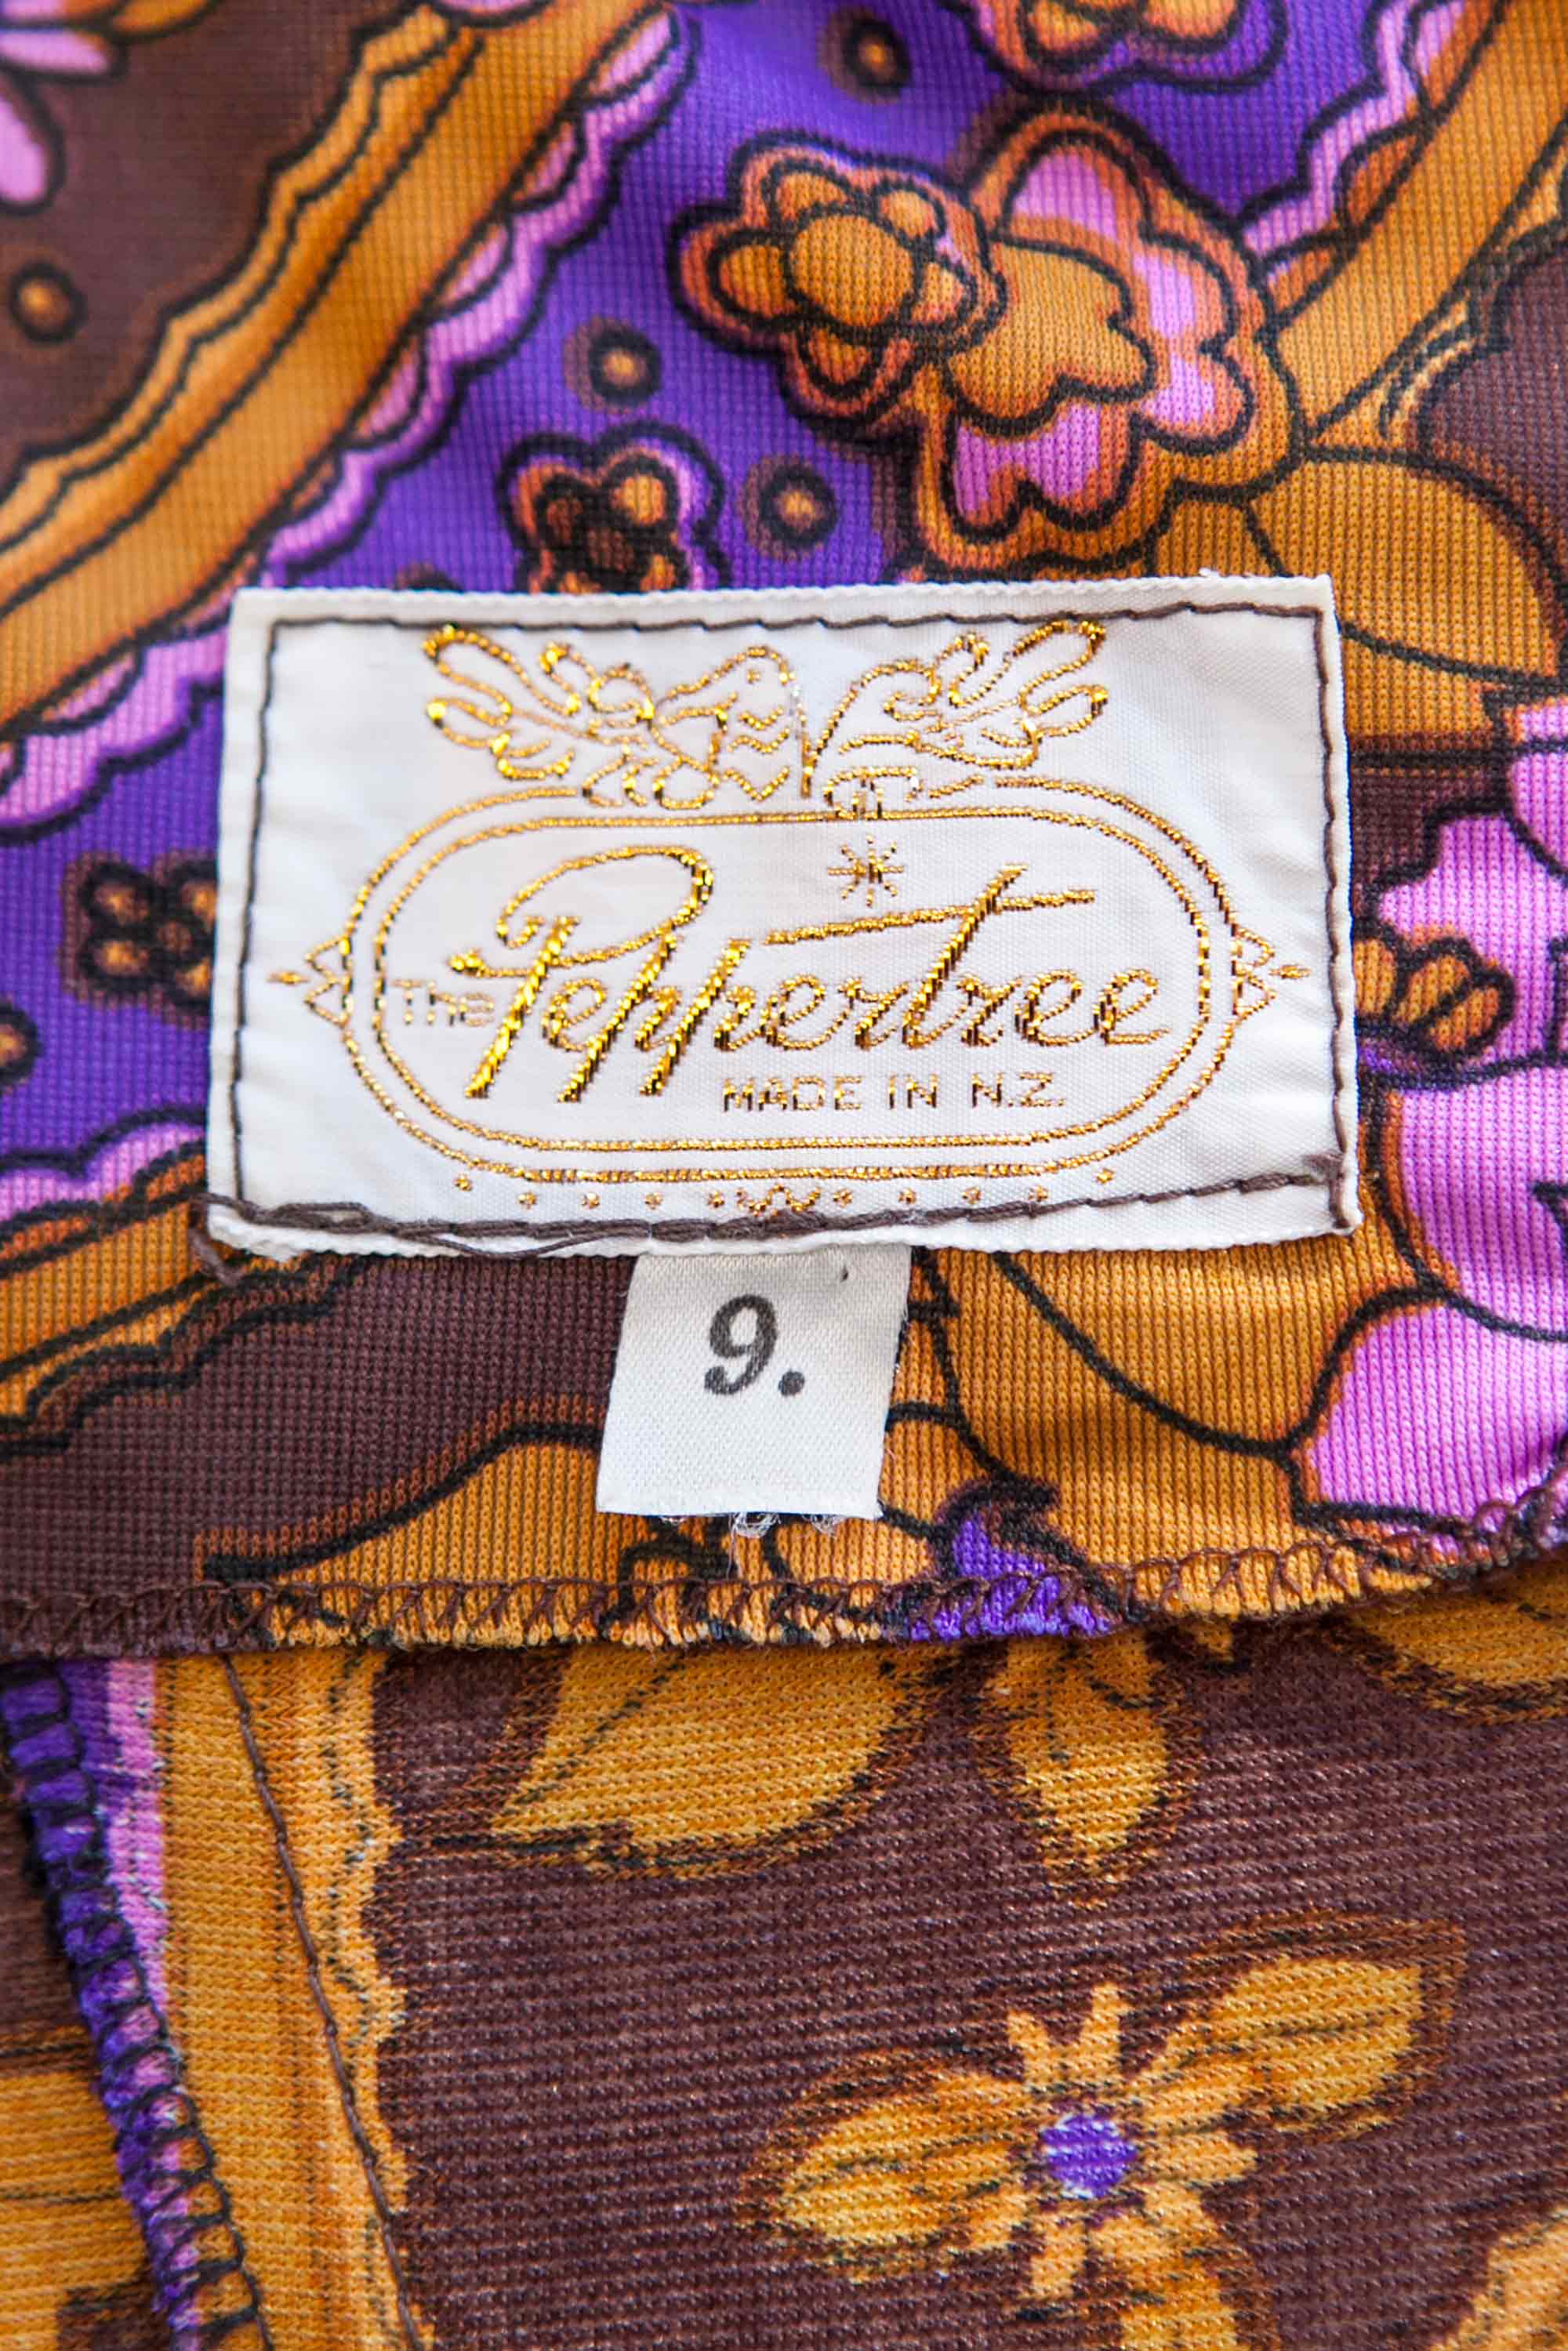 The Peppertree
MADE IN N.Z.
9.